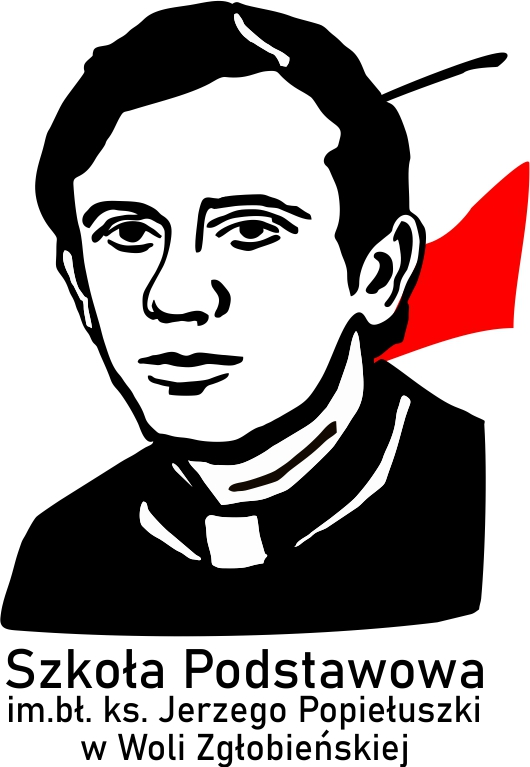 Szkoła Podstawowa
im.bł. ks. Jerzego Popiełuszki
w Woli Zgłobieńskiej